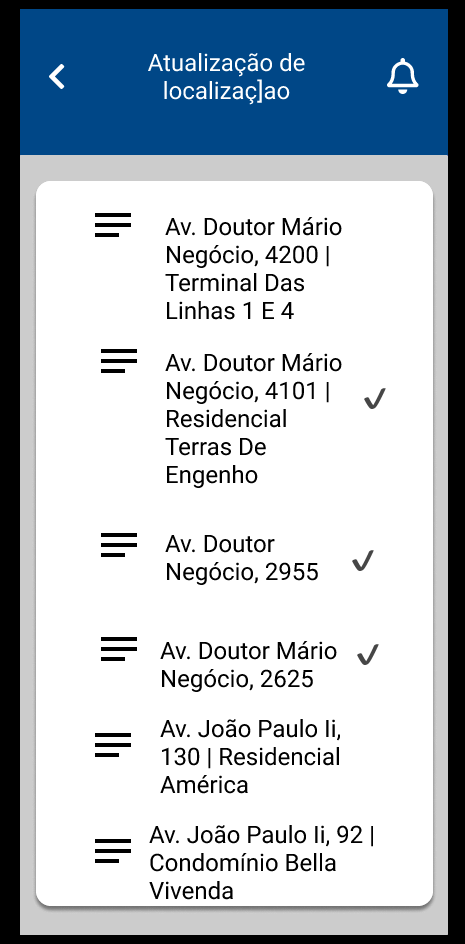 Atualização de
localizaç]ao
Av. Doutor Mário
Negócio, 4200 |
Terminal Das
Linhas 1 E 4
Av. Doutor Mário
Negócio, 4101 |
Residencial
Terras De
Engenho
Av. Doutor
Negócio, 2955
Av. Doutor Mário
Negócio, 2625
Av. João Paulo Ii,
130 | Residencial
América
Av. João Paulo Ii, 92 |
Condomínio Bella
Vivenda